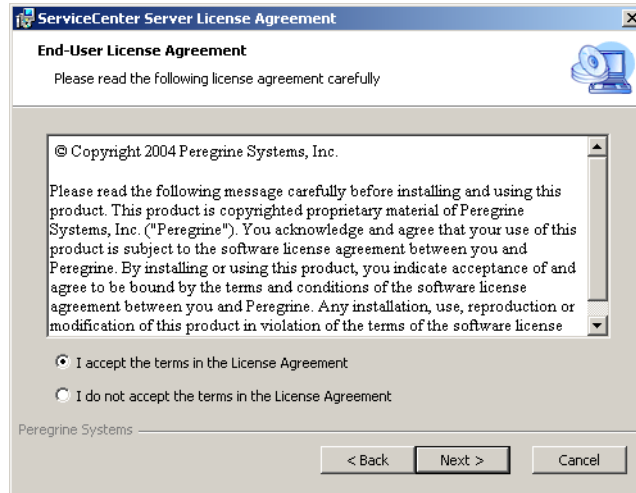 ServiceCenter Server License Agreement
End-User License Agreement
Please read the following license agreement carefully
© Copyright 2004 Peregrine Systems, Inc.
Please read the following message carefully before installing and using this
product. This product is copyrighted proprietary material of Peregrine
Systems, Inc. ("Peregrine"). You acknowledge and agree that your use of this
product is subject to the software license agreement between you and
Peregrine. By installing or using this product, you indicate acceptance of and
agree to be bound by the terms and conditions of the software license
agreement between you and Peregrine. Any installation, use, reproduction or
modification of this product in violation of the terms of the software license
I accept the terms in the License Agreement
I do not accept the terms in the License Agreement
Peregrine Systems
< Back Next > Cancel